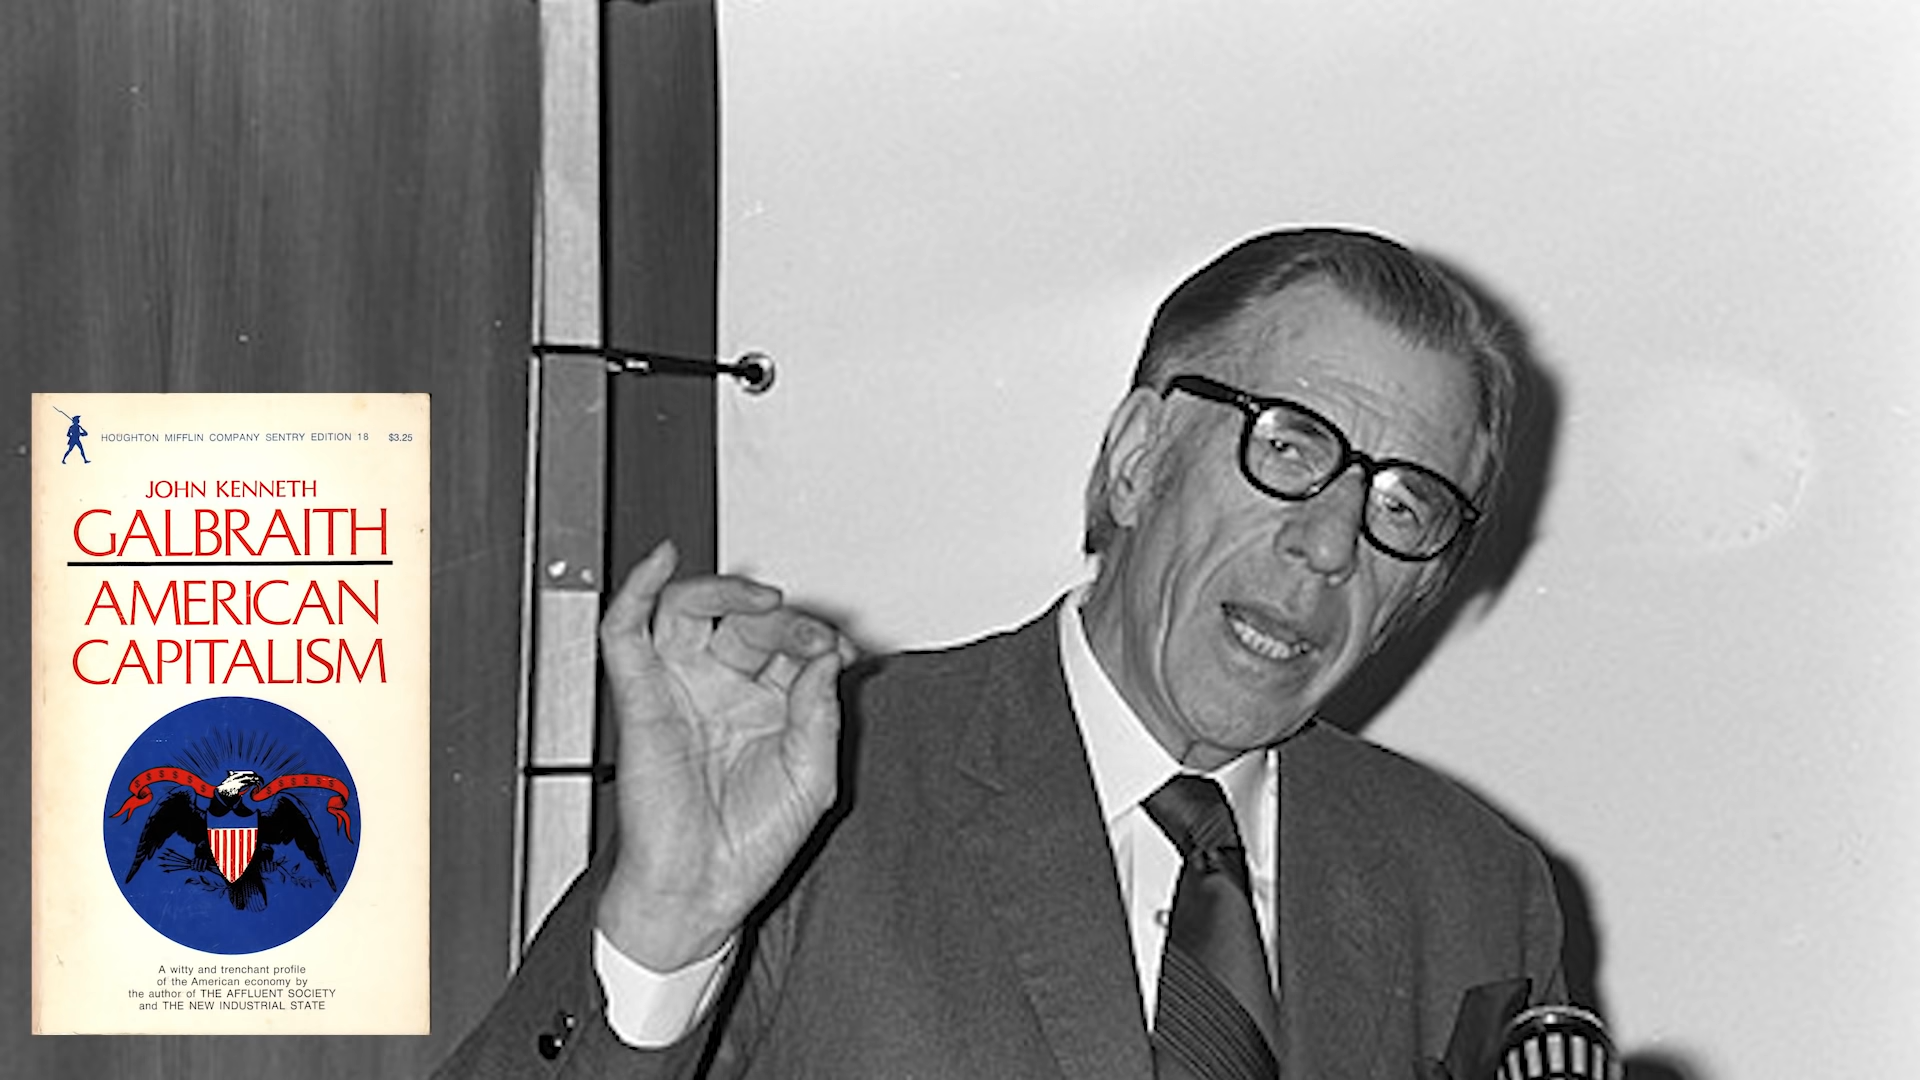 HOUGHTON MIFFLIN COMPANY SENTRY EDITION 18 $3.25
JOHN KENNETH
GALBRAITH
AMERICAN
CAPITALISM
A witty and trenchant profile
of the American economy by
the author of THE AFFLUENT SOCIETY
and THE NEW INDUSTRIAL STATE